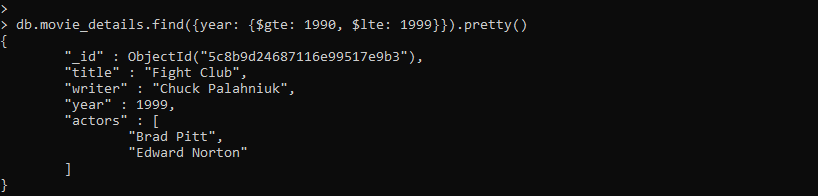 >
> db.movie_details.find({year: {$gte: 1990, $lte: 1999}}).pretty()
{
        "_id" : ObjectId("5c8b9d24687116e99517e9b3"),
        "title" : "Fight Club",
        "writer" : "Chuck Palahniuk",
        "year" : 1999,
        "actors" : [
                "Brad Pitt",
                "Edward Norton"
        ]
}